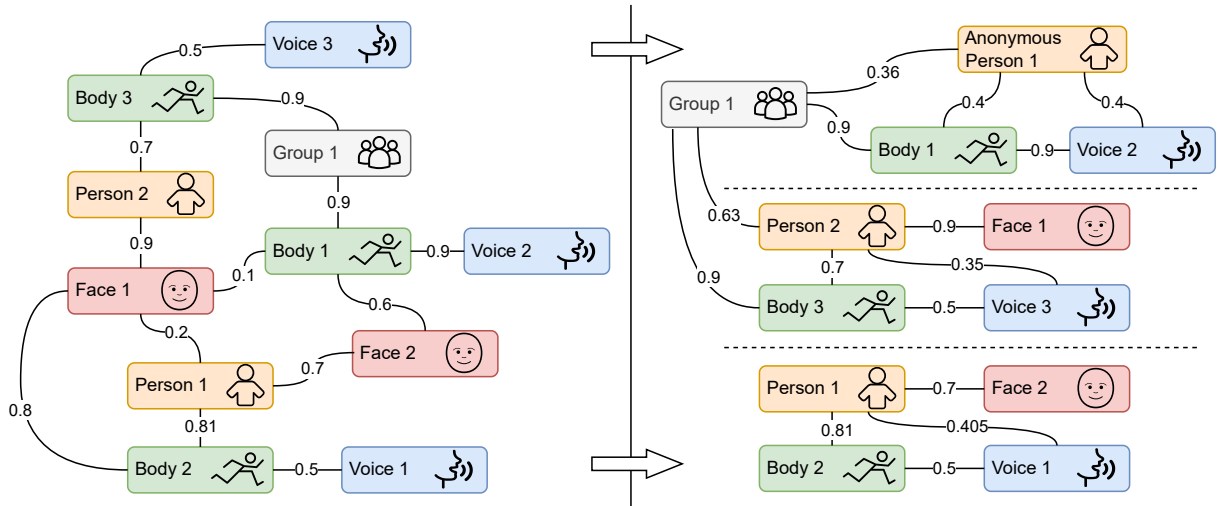 Voice 3
0.5
Body 3
0.9
Group 1
0.7
Person 2
0.9
0.9
Body 1
0.9
Voice 2
Face 1
0.1
0.6
0.2
Face 2
0.7
Person 1
0.8
0.81
Body 2
0.5
Voice 1
Anonymous
Person 1
0.36
Group 1
0.4
0.4
0.9
Body 1
0.9
Voice 2
0.63
Person 2
0.9
Face 1
0.7
0.35
0.9
Body 3
0.5
Voice 3
Person 1
0.7
Face 2
0.81
0.405
Body 2
0.5
Voice 1